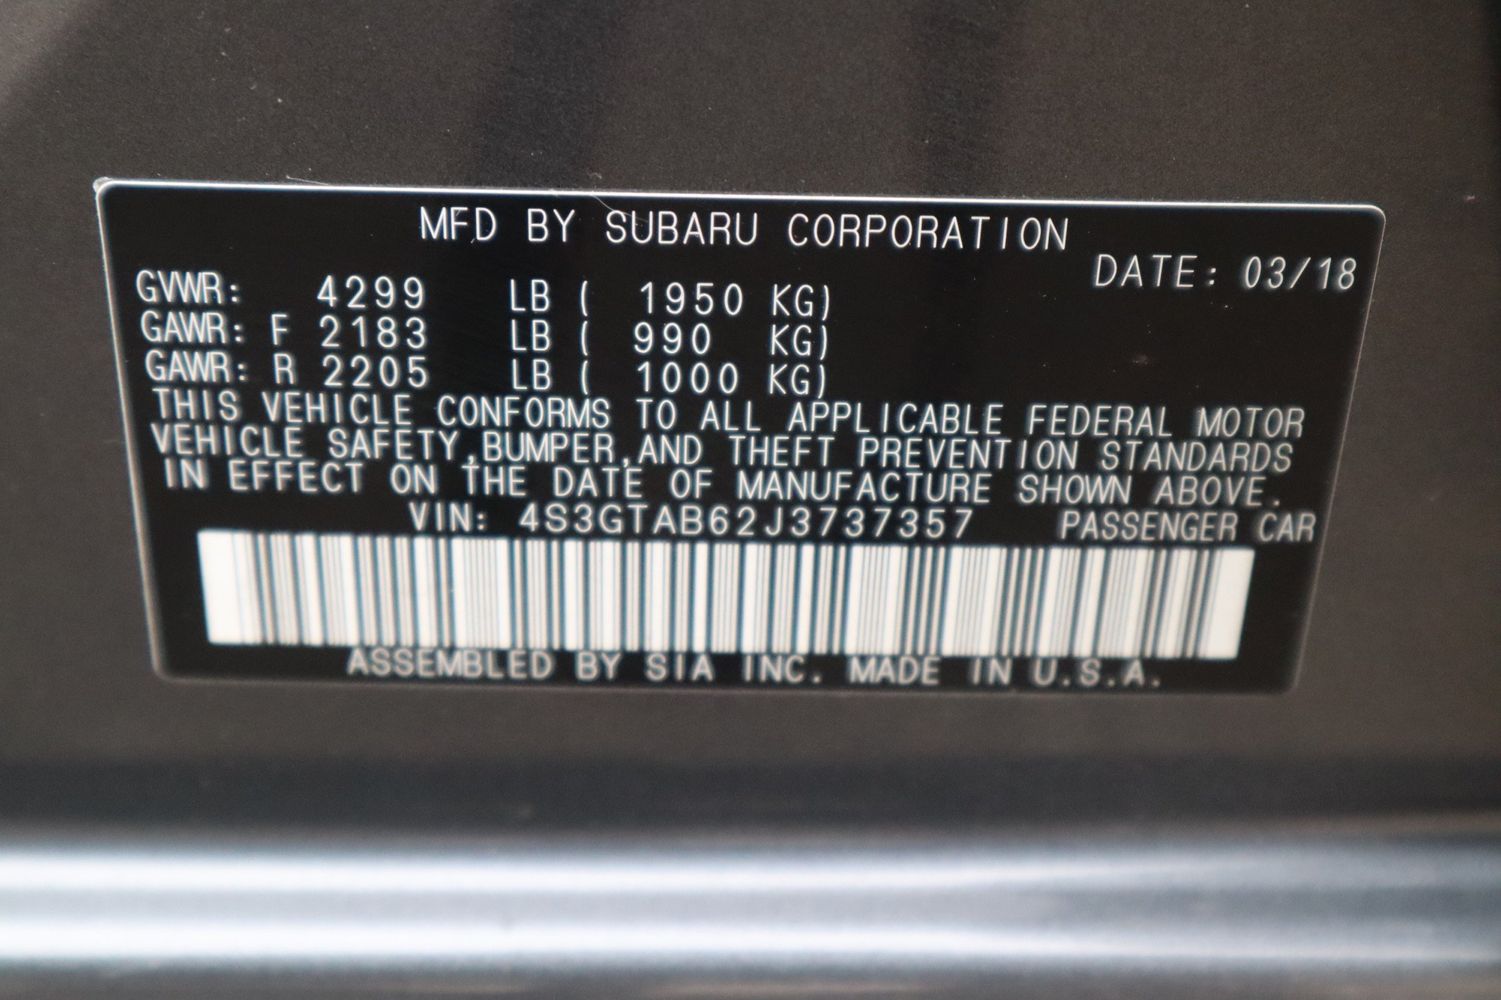 MFD BY SUBARU CORPORATION
DATE: 03/18
GVWR: 4299 LB ( 1950 KG)
GAWR: F 2183 LB ( 990 KG)
GAWR: R 2205 LB ( 1000 KG)
THIS VEHICLE CONFORMS TO ALL APPLICABLE FEDERAL MOTOR
VEHICLE SAFETY,BUMPER,AND THEFT PREVENTION STANDARDS
IN EFFECT ON THE DATE OF MANUFACTURE SHOWN ABOVE.
VIN: 4S3GTAB62J3737357 PASSENGER CAR
ASSEMBLED BY SIA INC. MADE IN U.S.A.